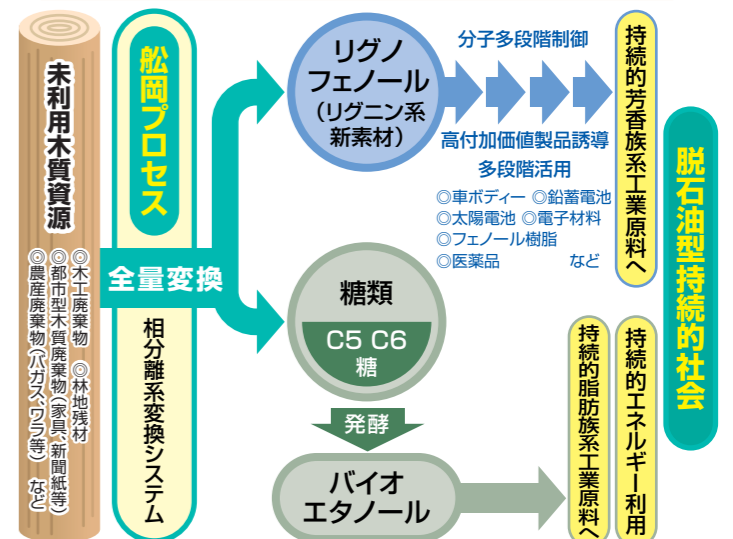 未利用木質資源
◎木工廃棄物 ◎林地残材
◎都市型木質廃棄物(家具、新聞紙等)
◎農産廃棄物(バガス、ワラ等) など
舩岡プロセス
全量変換
相分離系変換システム
リグノ
フェノール
(リグニン系
新素材)
分子多段階制御
高付加価値製品誘導
多段階活用
◎車ボディー ◎鉛蓄電池
◎太陽電池 ◎電子材料
◎フェノール樹脂
◎医薬品 など
持続的芳香族系工業原料へ
糖類
C5 C6
糖
発酵
バイオ
エタノール
持続的脂肪族系工業原料へ
持続的エネルギー利用
脱石油型持続的社会